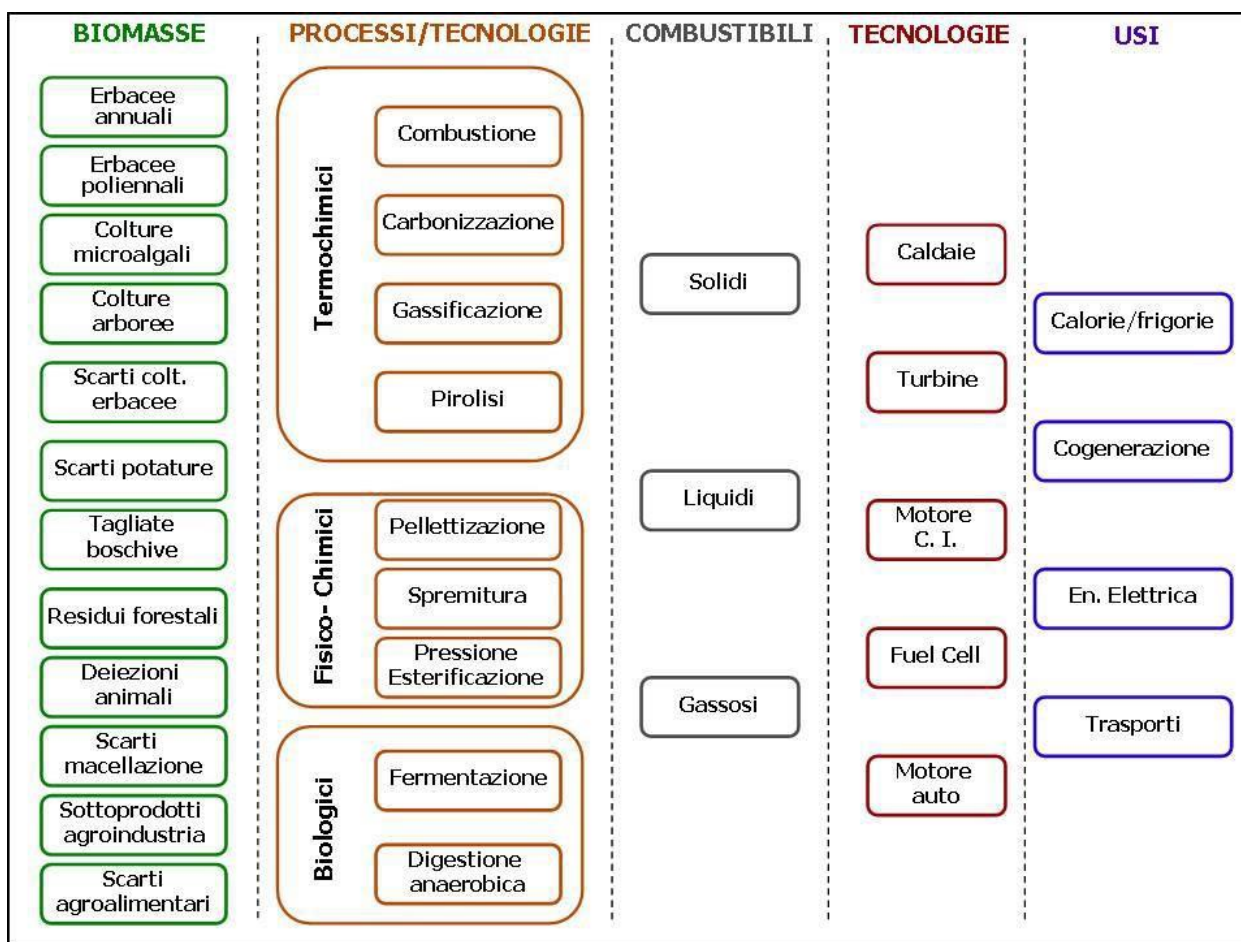 BIOMASSE
PROCESSI/TECNOLOGIE
COMBUSTIBILI
TECNOLOGIE
USI
Erbacee
annuali
Erbacee
poliennali
Colture
microalgali
Colture
arboree
Scarti colt.
erbacee
Scarti potature
Tagliate
boschive
Residui forestali
Deiezioni
animali
Scarti
macellazione
Sottoprodotti
agroindustria
Scarti
agroalimentari
Termochimici
Combustione
Carbonizzazione
Gassificazione
Pirolisi
Fisico- Chimici
Pellettizazione
Spremitura
Pressione
Esterificazione
Biologici
Fermentazione
Digestione
anaerobica
Solidi
Liquidi
Gassosi
Caldaie
Turbine
Motore
C. I.
Fuel Cell
Motore
auto
Calorie/frigorie
Cogenerazione
En. Elettrica
Trasporti